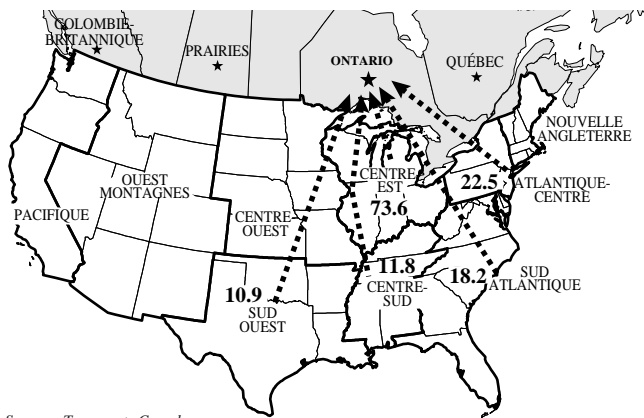 COLOMBIE-
BRITANNIQUE
PRAIRIES
ONTARIO
QUÉBEC
NOUVELLE
ANGLETERRE
CENTRE-
EST
73.6
22.5
ATLANTIQUE-
CENTRE
OUEST
MONTAGNES
PACIFIQUE
CENTRE-
OUEST
11.8
CENTRE-
SUD
18.2
SUD
ATLANTIQUE
10.9
SUD
OUEST